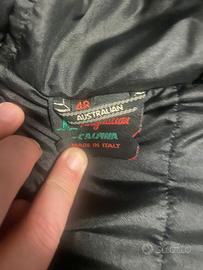 48
AUSTRALIAN
L'ALPINA
MADE IN ITALY
SUBITO